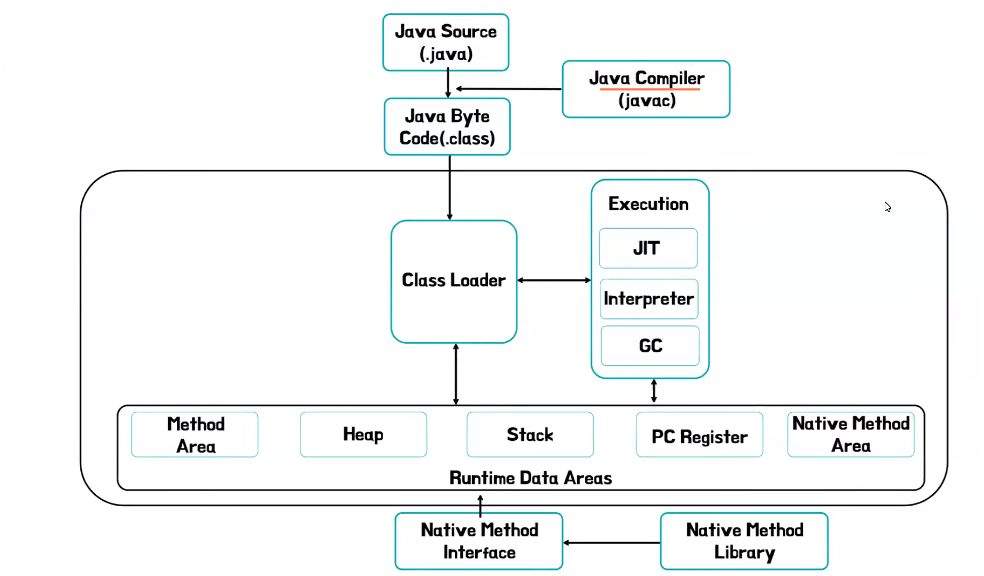 Java Source
(.java)
Java Compiler
(javac)
Java Byte
Code(.class)
Execution
JIT
Class Loader
Interpreter
GC
Method
Area
Heap
Stack
PC Register
Native Method
Area
Runtime Data Areas
Native Method
Interface
Native Method
Library